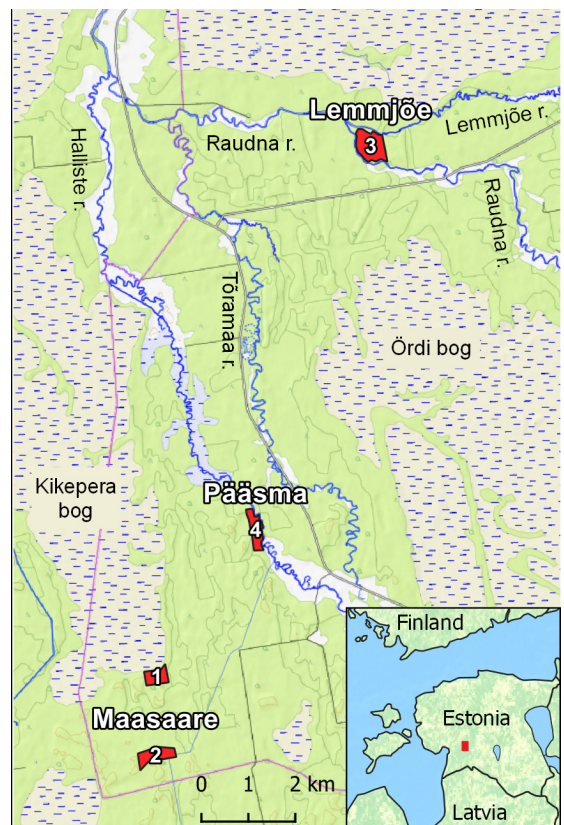 Lemmjõe
Lemmjõe r.
Raudna r.
3
Halliste r.
Raudna r.
Tõramaa r.
Ördi bog
Kikepera
bog
Pääsma
4
1
Maasaare
2
0 1 2 km
Finland
Estonia
Latvia